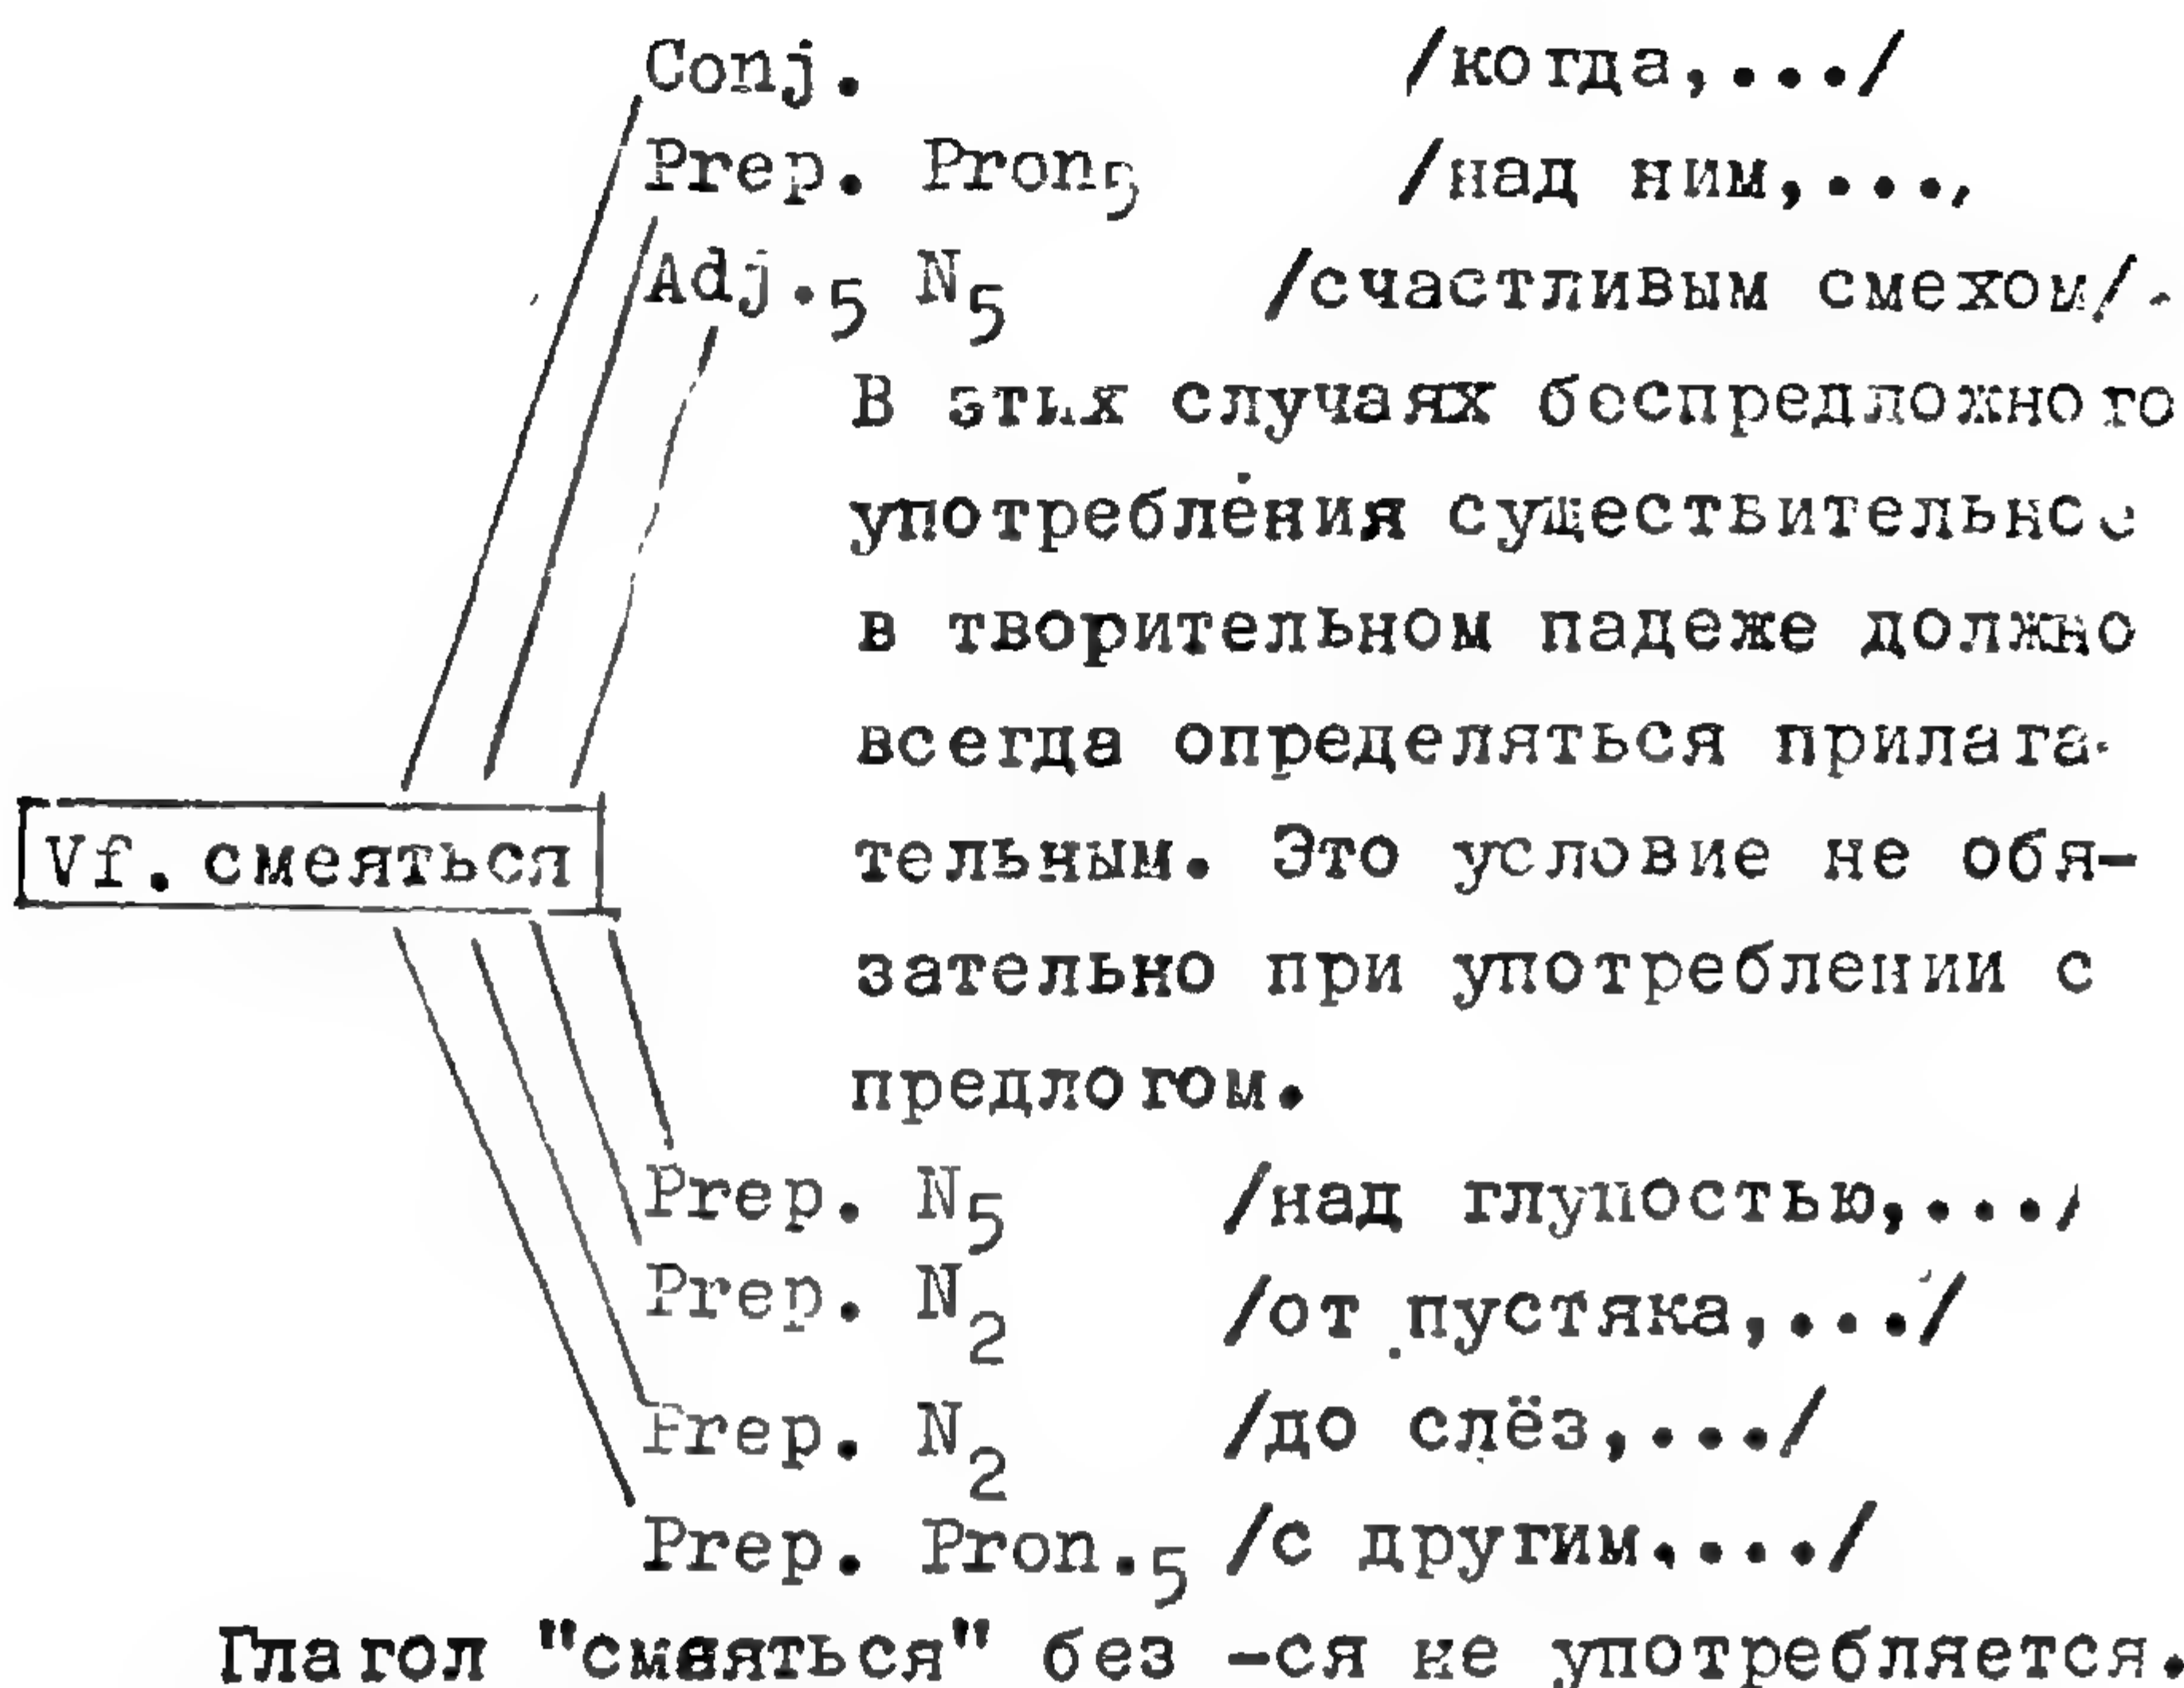 Conj. /когда,.../
Prep. Pron5 /над ним,...,
Adj.5 N5 /счастливым смехом/.
В этих случаях беспредложного
употребления существительное
в творительном падеже должно
всегда определяться прилага-
Vf. смеяться
тельным. Это условие не обя-
зательно при употреблении с
предлогом.
Prep. N5 /над глупостью,.../
Prep. N2 /от пустяка,.../
Prep. N2 /до слёз,.../
Prep. Pron.5 /с другим..../
Глагол "смеяться" без -ся не употребляется.